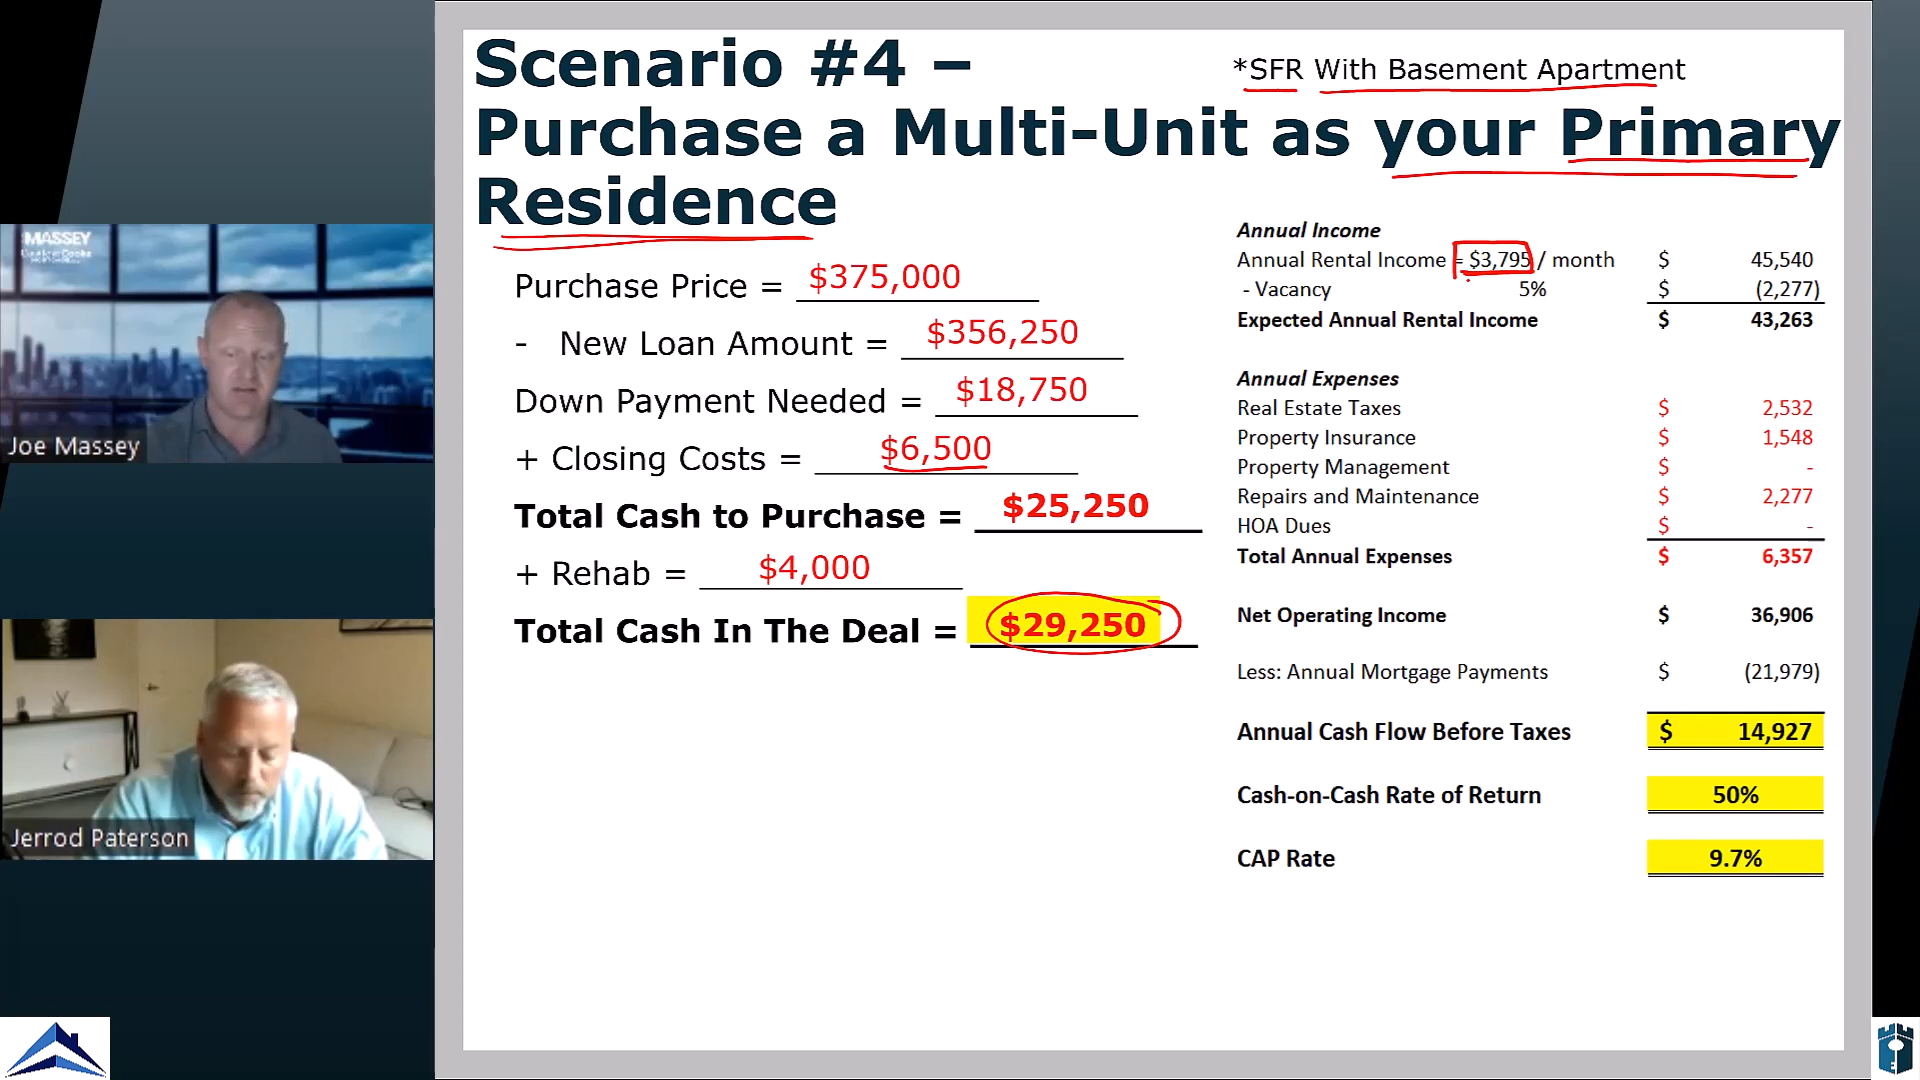 Scenario #4 –
*SFR With Basement Apartment
Purchase a Multi-Unit as your Primary
Residence
Purchase Price = $375,000
- New Loan Amount = $356,250
Down Payment Needed = $18,750
+ Closing Costs = $6,500
Total Cash to Purchase = $25,250
+ Rehab = $4,000
Total Cash In The Deal = $29,250
Annual Income
Annual Rental Income = $3,795 / month $ 45,540
- Vacancy 5% $ (2,277)
Expected Annual Rental Income $ 43,263
Annual Expenses
Real Estate Taxes $ 2,532
Property Insurance $ 1,548
Property Management $ -
Repairs and Maintenance $ 2,277
HOA Dues $ -
Total Annual Expenses $ 6,357
Net Operating Income $ 36,906
Less: Annual Mortgage Payments $ (21,979)
Annual Cash Flow Before Taxes $ 14,927
Cash-on-Cash Rate of Return 50%
CAP Rate 9.7%
MASSEY
Joe Massey
Jerrod Paterson